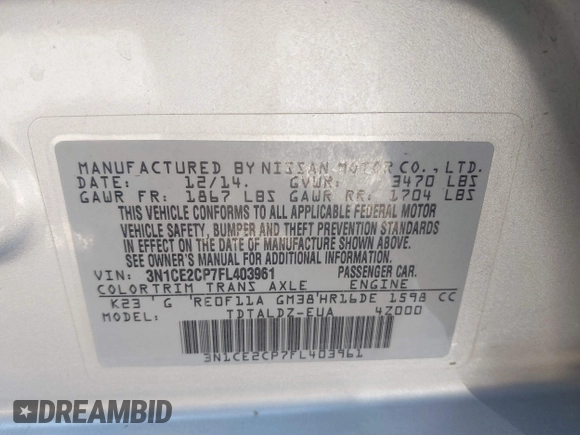 MANUFACTURED BY NISSAN MOTOR CO., LTD.
DATE: 12/14. GVWR: 3470 LBS
GAWR FR: 1867 LBS GAWR RR: 1704 LBS
THIS VEHICLE CONFORMS TO ALL APPLICABLE FEDERAL MOTOR
VEHICLE SAFETY, BUMPER AND THEFT PREVENTION STANDARDS
IN EFFECT ON THE DATE OF MANUFACTURE SHOWN ABOVE.
SEE OWNER'S MANUAL FOR ADDITIONAL INFORMATION.
VIN: 3N1CE2CP7FL403961 PASSENGER CAR.
COLOR TRIM TRANS AXLE ENGINE
K23 ' G 'RE0F11A GM38'HR16DE 1598 CC
MODEL: TDTALDZ-EUA 4Z000
3N1CE2CP7FL403961
DREAMBID